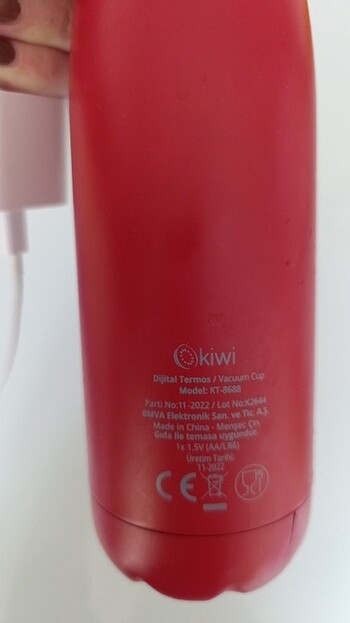 kiwi
Dijital Termos / Vacuum Cup
Model: KT-8688
Parti No:11-2022 / Lot No:K2644
BMVA Elektronik San. ve Tic. A.Ş.
Made in China - Menşei: Çin
Gıda ile temasa uygundur.
1x 1.5V (AA/LR6)
Üretim Tarihi:
11-2022
CE